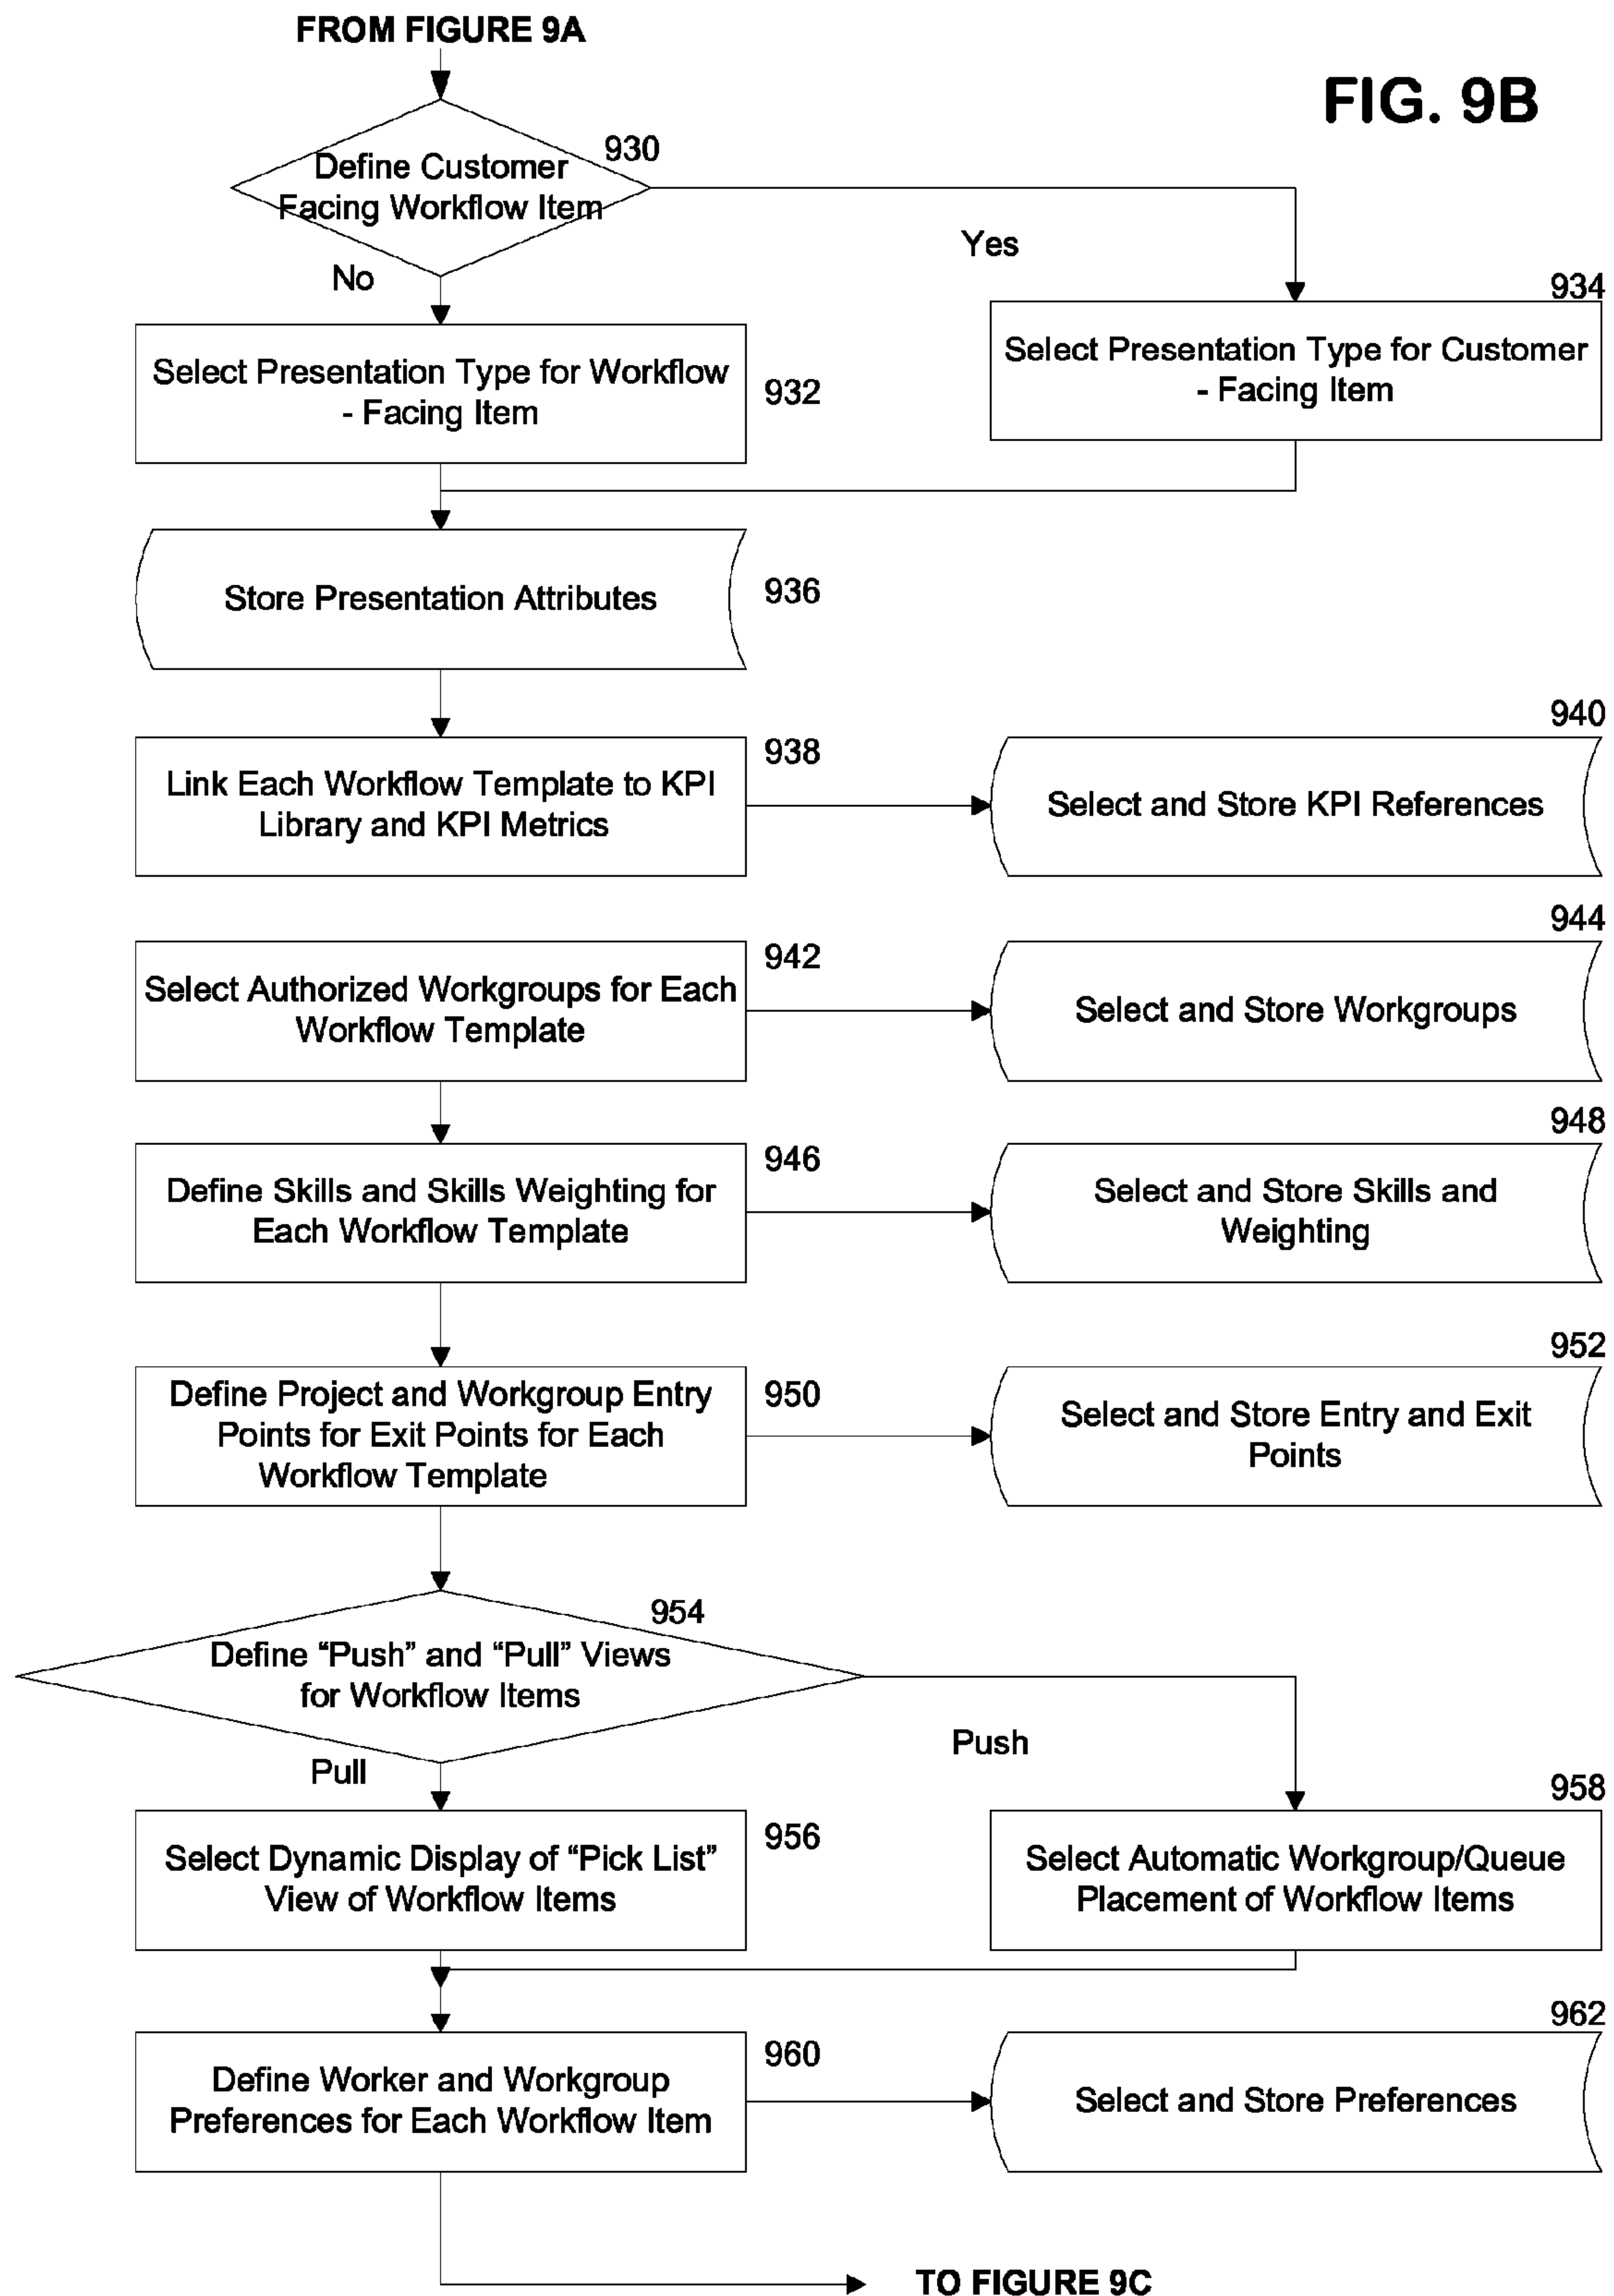 FROM FIGURE 9A
FIG. 9B
Define Customer
Facing Workflow Item
930
Yes
No
934
Select Presentation Type for Workflow
- Facing Item
932
Select Presentation Type for Customer
- Facing Item
Store Presentation Attributes
936
Link Each Workflow Template to KPI
Library and KPI Metrics
938
940
Select and Store KPI References
Select Authorized Workgroups for Each
Workflow Template
942
944
Select and Store Workgroups
Define Skills and Skills Weighting for
Each Workflow Template
946
948
Select and Store Skills and
Weighting
Define Project and Workgroup Entry
Points for Exit Points for Each
Workflow Template
950
952
Select and Store Entry and Exit
Points
954
Define “Push” and “Pull” Views
for Workflow Items
Push
Pull
Select Dynamic Display of “Pick List”
View of Workflow Items
956
958
Select Automatic Workgroup/Queue
Placement of Workflow Items
Define Worker and Workgroup
Preferences for Each Workflow Item
960
962
Select and Store Preferences
TO FIGURE 9C